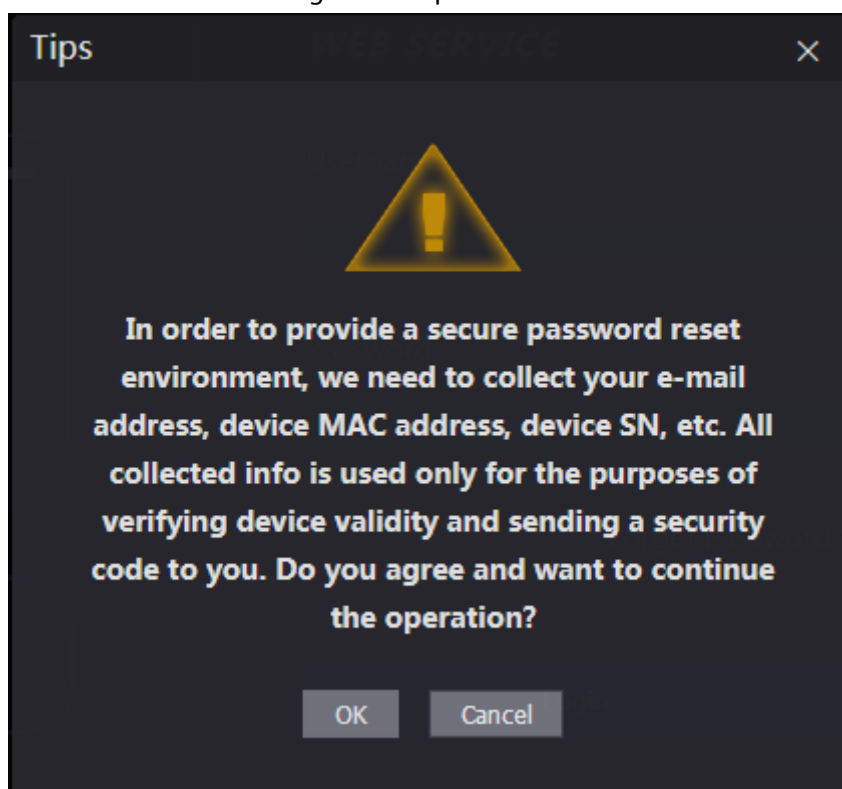 Tips
WEB SERVICE
In order to provide a secure password reset
environment, we need to collect your e-mail
address, device MAC address, device SN, etc. All
collected info is used only for the purposes of
verifying device validity and sending a security
code to you. Do you agree and want to continue
the operation?
OK
Cancel